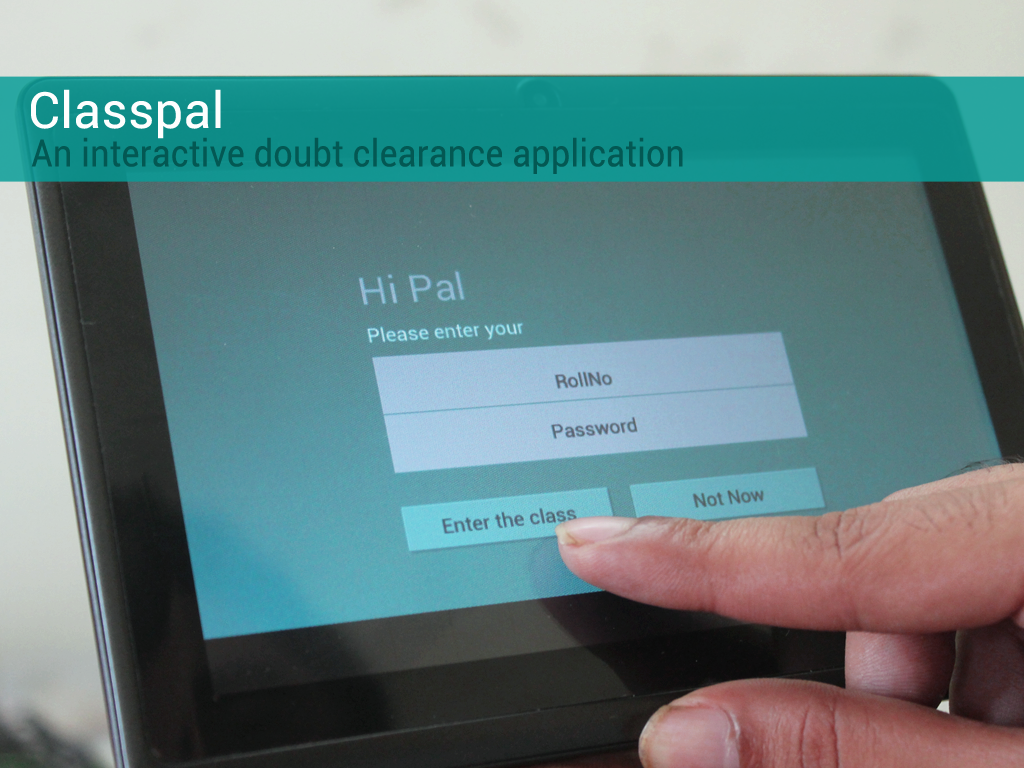 Classpal
An interactive doubt clearance application
Hi Pal
Please enter your
RollNo
Password
Enter the class
Not Now